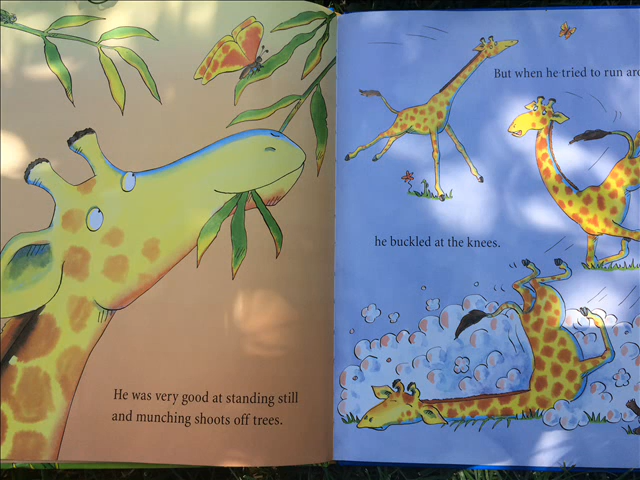 He was very good at standing still
and munching shoots off trees.
But when he tried to run
he buckled at the knees.